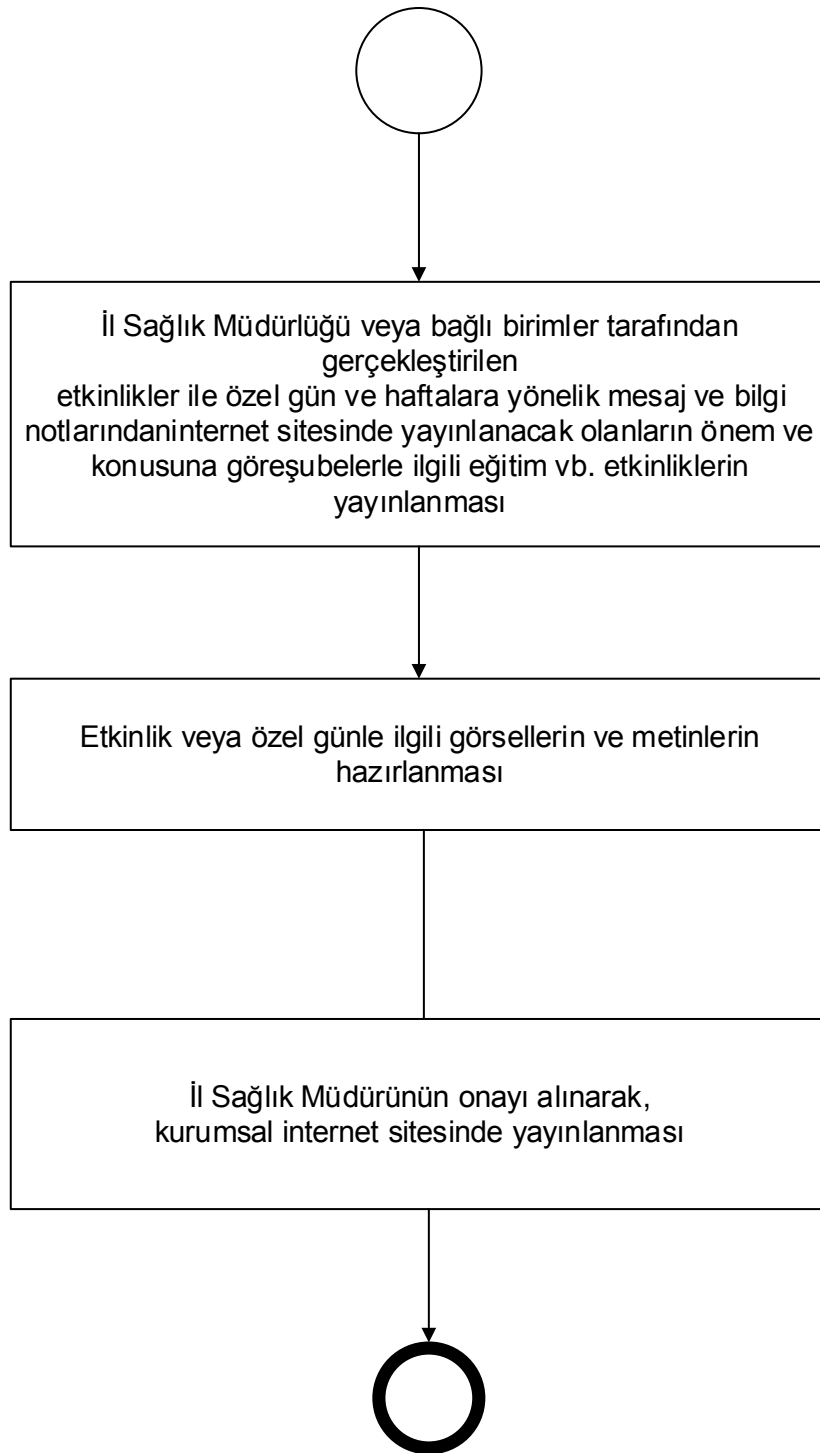 İl Sağlık Müdürlüğü veya bağlı birimler tarafından
gerçekleştirilen
etkinlikler ile özel gün ve haftalara yönelik mesaj ve bilgi
notlarındaninternet sitesinde yayınlanacak olanların önem ve
konusuna göreşubelerle ilgili eğitim vb. etkinliklerin
yayınlanması
Etkinlik veya özel günle ilgili görsellerin ve metinlerin
hazırlanması
İl Sağlık Müdürünün onayı alınarak,
kurumsal internet sitesinde yayınlanması